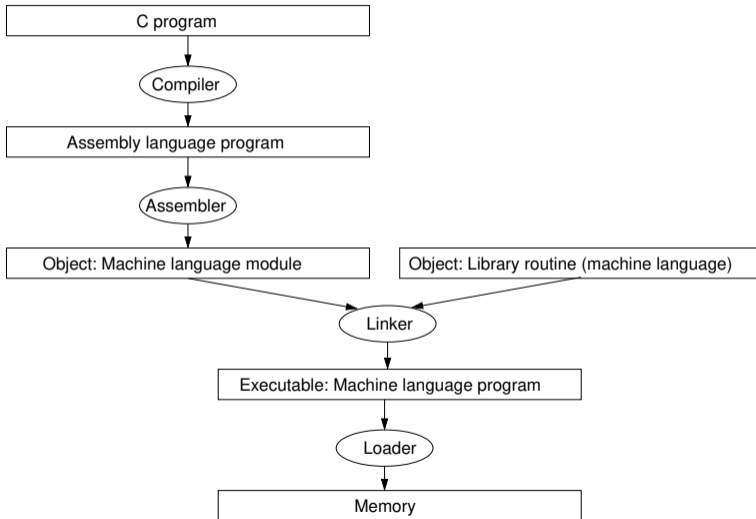 C program
Compiler
Assembly language program
Assembler
Object: Machine language module
Object: Library routine (machine language)
Linker
Executable: Machine language program
Loader
Memory